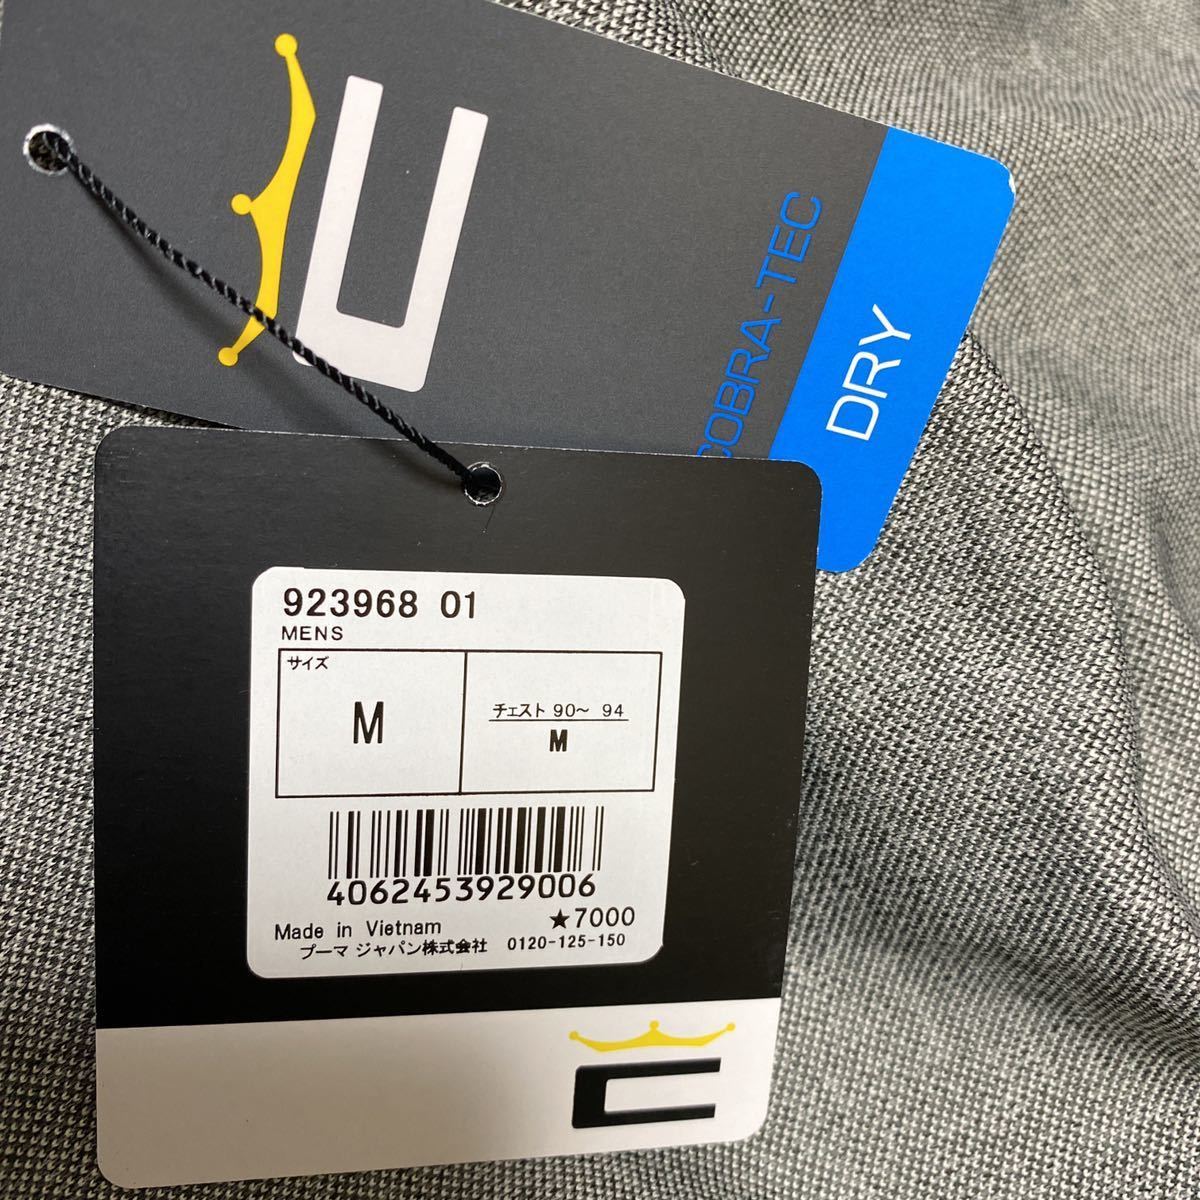 COBRA-TEC
DRY
923968 01
MENS
サイズ
M
チェスト 90〜 94
M
4062453929006
★7000
Made in Vietnam
プーマ ジャパン株式会社 0120-125-150